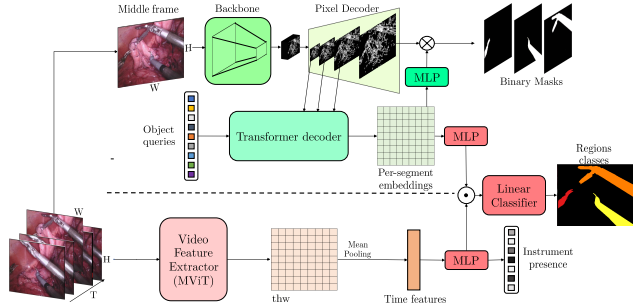 Middle frame
Backbone
Pixel Decoder
H
W
MLP
Binary Masks
Object
queries
Transformer decoder
MLP
Per-segment
embeddings
Regions
classes
Linear
Classifier
W
H
T
Video
Feature
Extractor
(MViT)
thw
Mean
Pooling
Time features
MLP
Instrument
presence